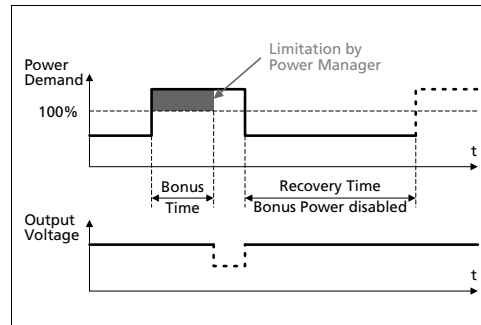 Limitation by
Power Manager
Power
Demand
100%
t
Bonus
Time
Recovery Time
Bonus Power disabled
Output
Voltage
t